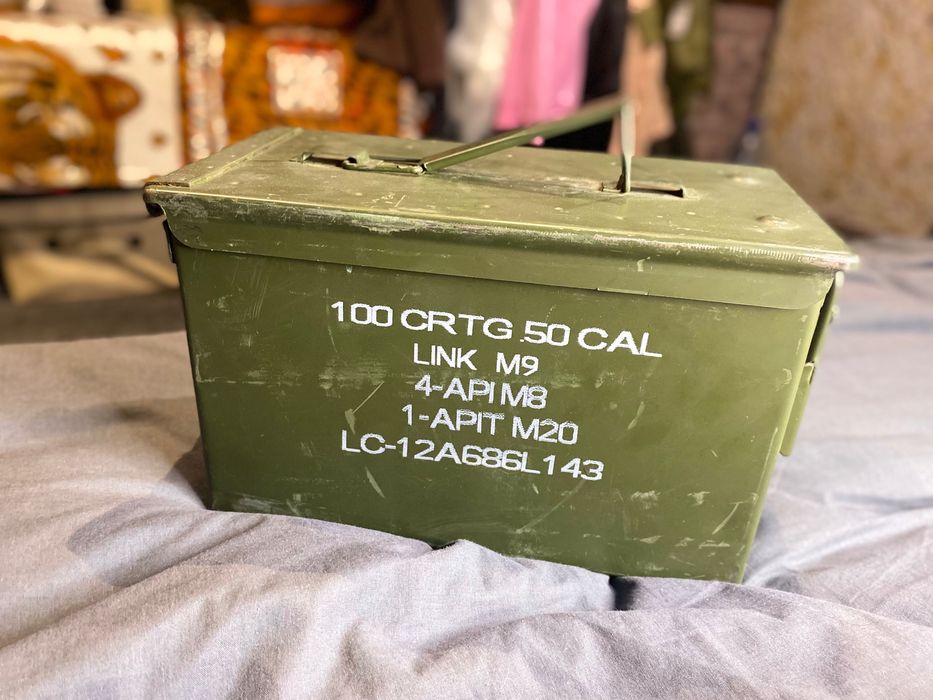 100 CRTG .50 CAL
LINK M9
4-API M8
1-APIT M20
LC-12A686L143